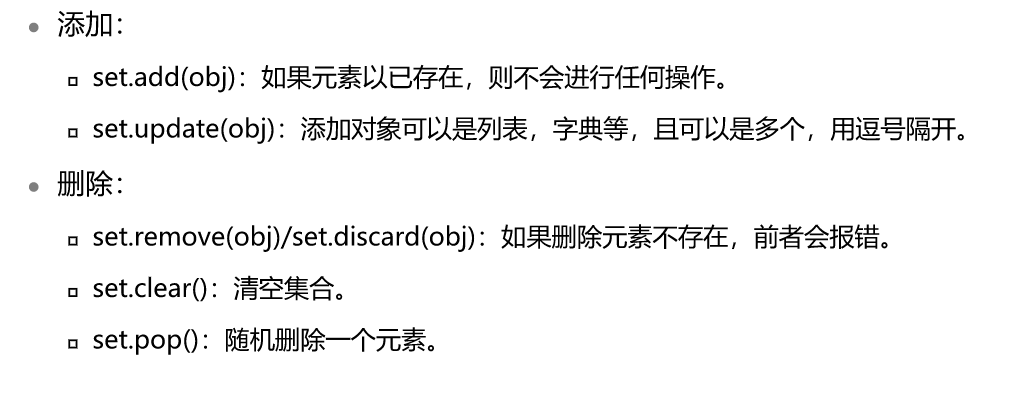 添加：
set.add(obj)：如果元素以已存在，则不会进行任何操作。
set.update(obj)：添加对象可以是列表，字典等，且可以是多个，用逗号隔开。
删除：
set.remove(obj)/set.discard(obj)：如果删除元素不存在，前者会报错。
set.clear()：清空集合。
set.pop()：随机删除一个元素。